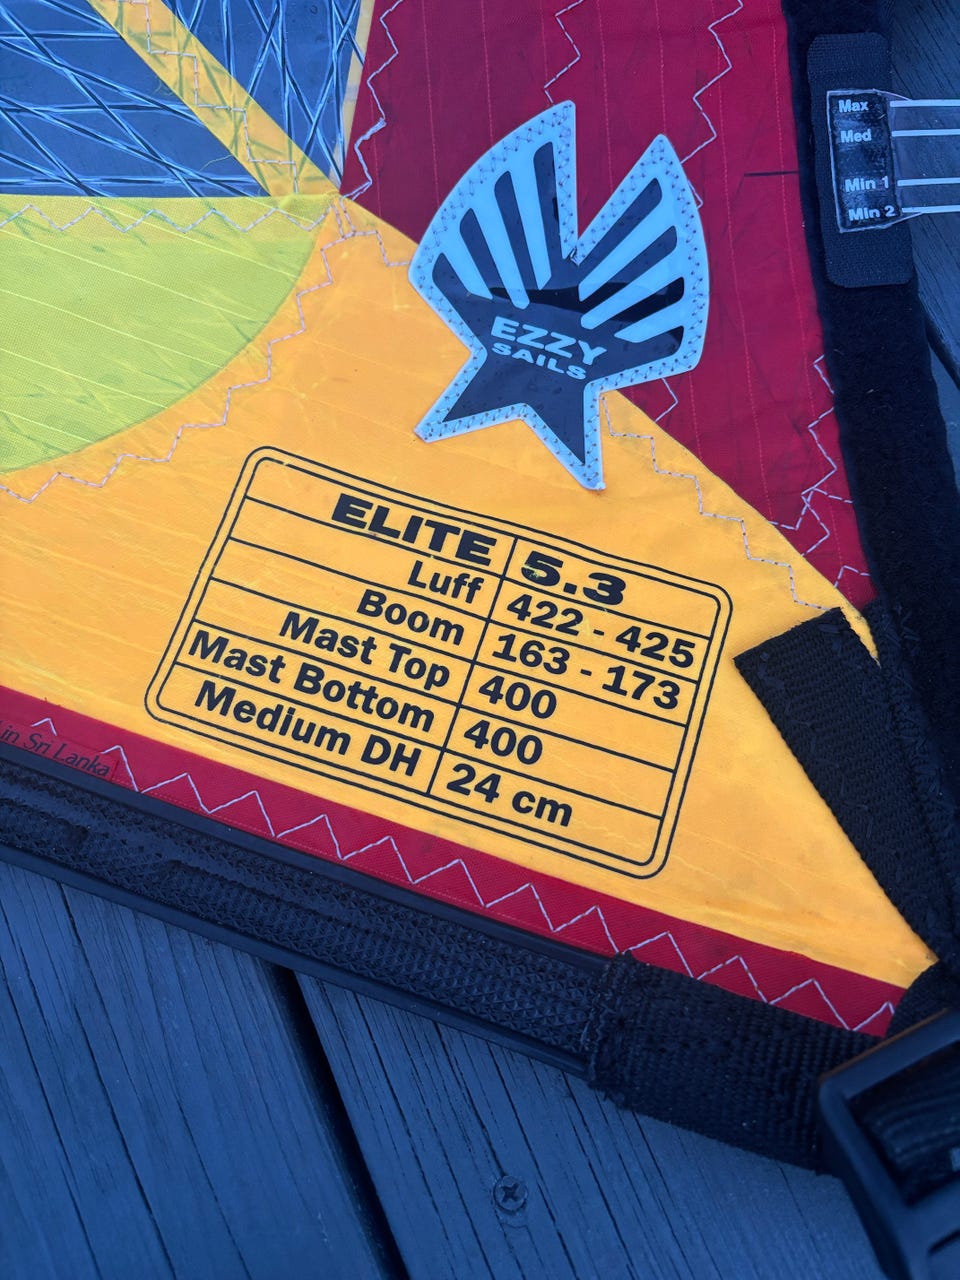 Max
Med
Min 1
Min 2
EZZY
SAILS
ELITE 5.3
Luff 422 - 425
Boom 163 - 173
Mast Top 400
Mast Bottom 400
Medium DH 24 cm
in Sri Lanka